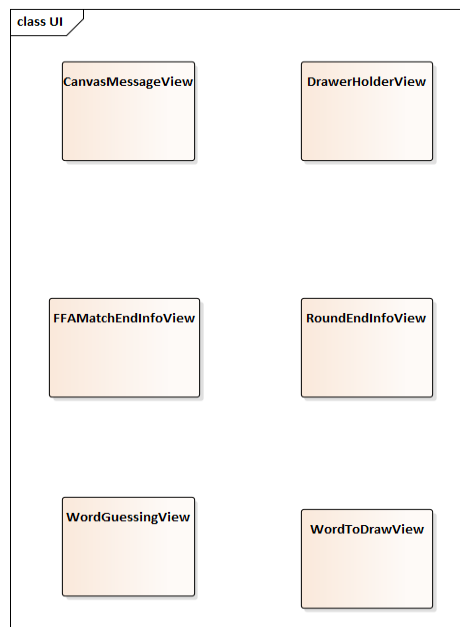 class UI
CanvasMessageView
DrawerHolderView
FFAMatchEndInfoView
RoundEndInfoView
WordGuessingView
WordToDrawView